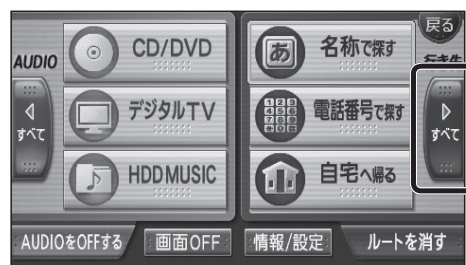 戻る
AUDIO
CD/DVD
デジタルTV
HDD MUSIC
すべて
あ
名称で探す
電話番号で探す
自宅へ帰る
行き先
すべて
AUDIOをOFFする
画面OFF
情報/設定
ルートを消す